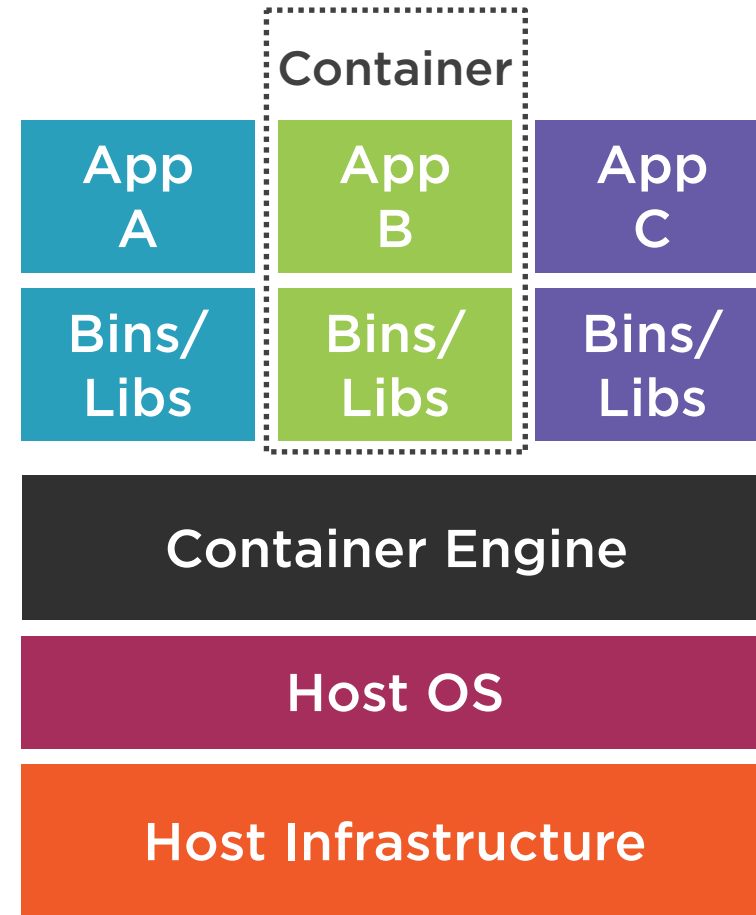 Container
App
A
App
B
App
C
Bins/
Libs
Bins/
Libs
Bins/
Libs
Container Engine
Host OS
Host Infrastructure